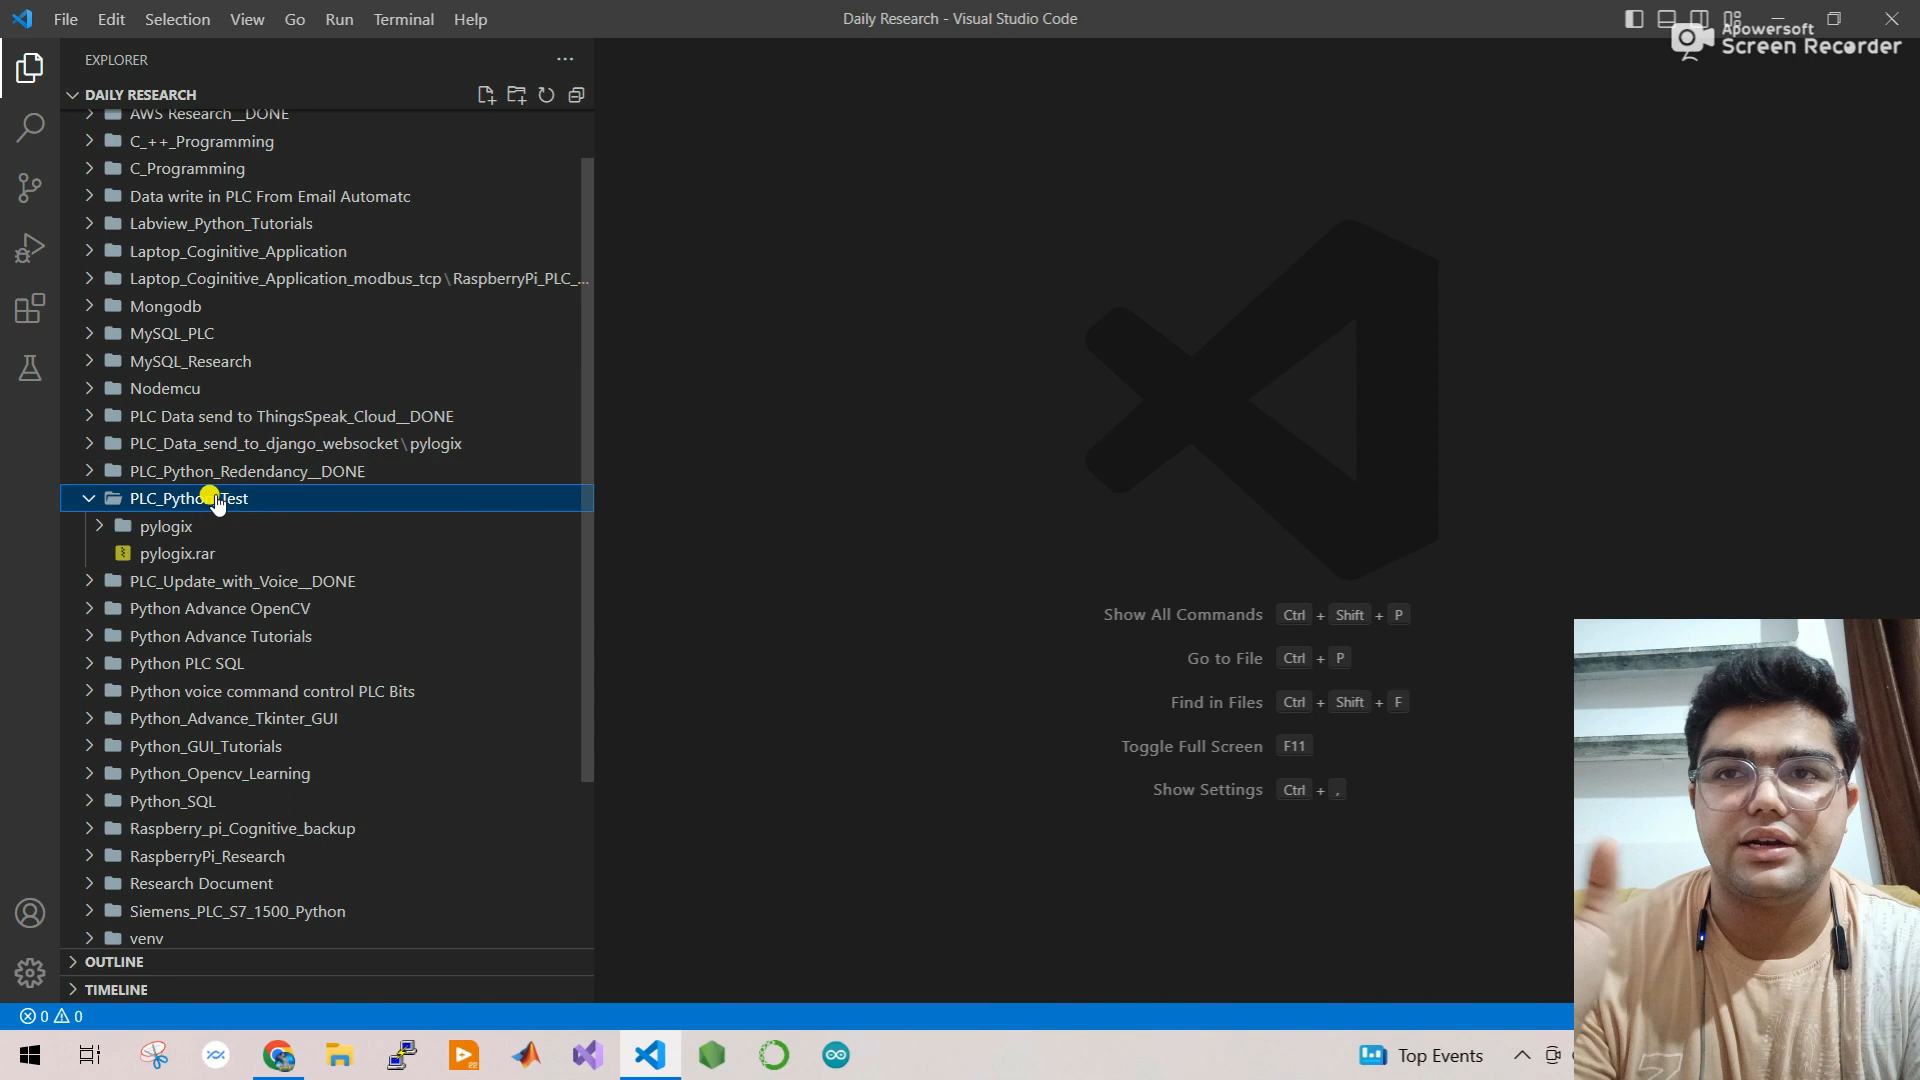 File Edit Selection View Go Run Terminal Help
Daily Research - Visual Studio Code
Apowersoft
Screen Recorder
EXPLORER
DAILY RESEARCH
AWS Research__DONE
C_++_Programming
C_Programming
Data write in PLC From Email Automatc
Labview_Python_Tutorials
Laptop_Coginitive_Application
Laptop_Coginitive_Application_modbus_tcp\RaspberryPi_PLC_...
Mongodb
MySQL_PLC
MySQL_Research
Nodemcu
PLC Data send to ThingsSpeak_Cloud__DONE
PLC_Data_send_to_django_websocket\pylogix
PLC_Python_Redendancy__DONE
PLC_Python_Test
pylogix
pylogix.rar
PLC_Update_with_Voice__DONE
Python Advance OpenCV
Python Advance Tutorials
Python PLC SQL
Python voice command control PLC Bits
Python_Advance_Tkinter_GUI
Python_GUI_Tutorials
Python_Opencv_Learning
Python_SQL
Raspberry_pi_Cognitive_backup
RaspberryPi_Research
Research Document
Siemens_PLC_S7_1500_Python
venv
OUTLINE
TIMELINE
Show All Commands Ctrl + Shift + P
Go to File Ctrl + P
Find in Files Ctrl + Shift + F
Toggle Full Screen F11
Show Settings Ctrl + ,
0 0
Top Events